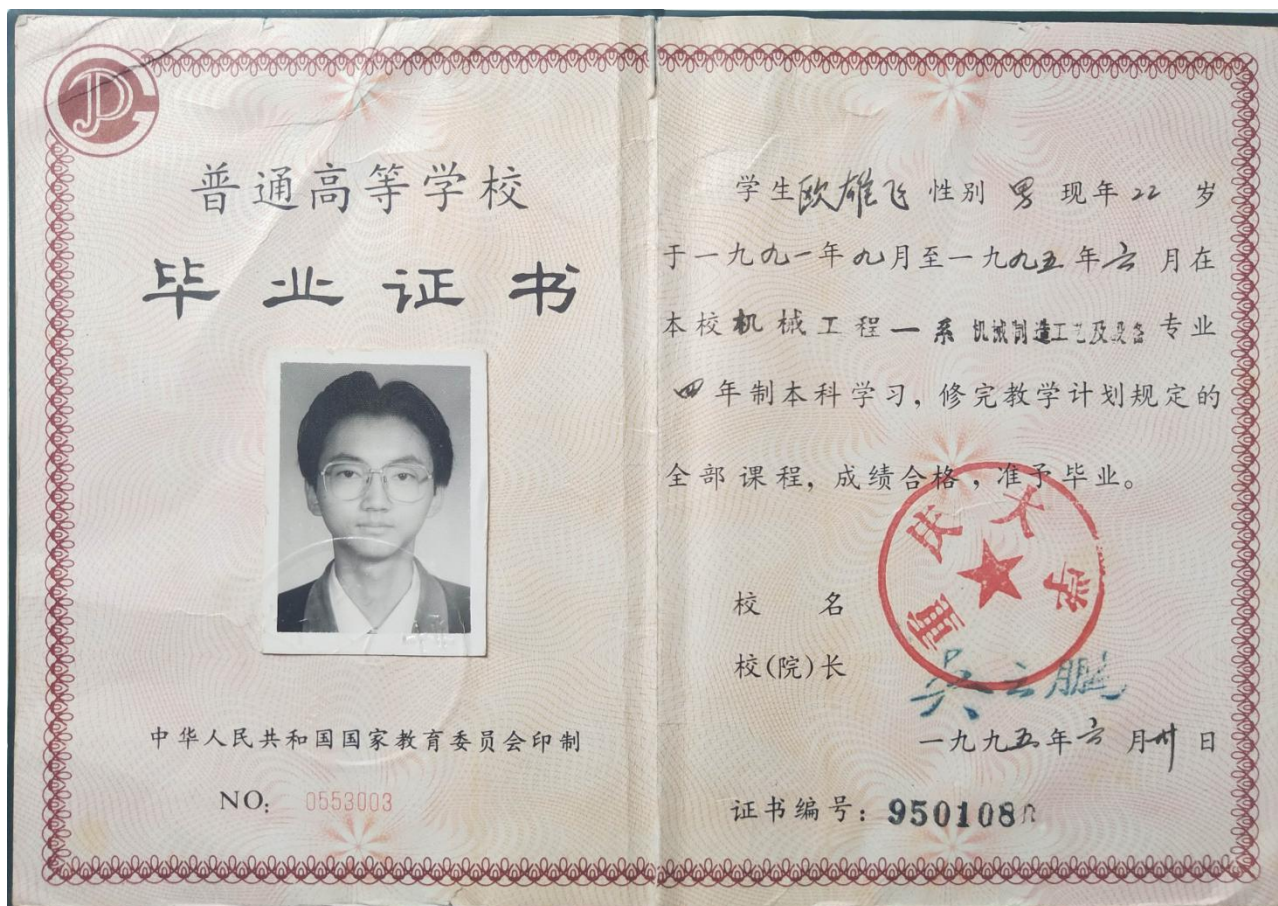 普通高等学校
毕业证书
中华人民共和国国家教育委员会印制
NO: 0553003
学生欧雄飞性别 男 现年 22 岁
于一九九一年九月至一九九五年六月在
本校机械工程一系 机械制造工艺及设备 专业
四年制本科学习，修完教学计划规定的
全部课程，成绩合格，准予毕业。
重庆大学
校 名
校(院)长 吴云鹏
一九九五年六月卅日
证书编号: 950108